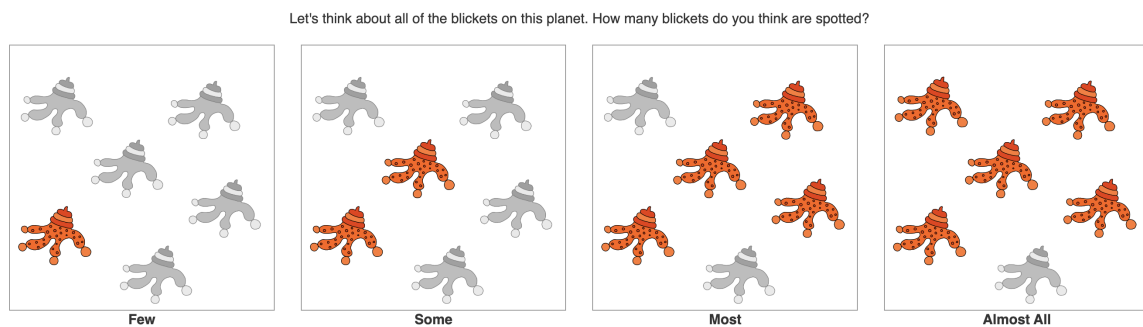 Let's think about all of the blickets on this planet. How many blickets do you think are spotted?
Few
Some
Most
Almost All